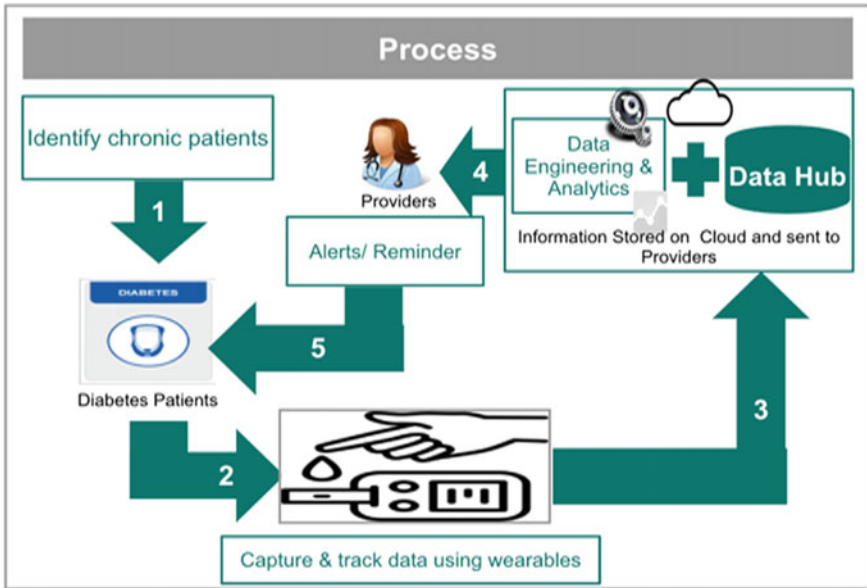 Process
Identify chronic patients
1
DIABETES
Diabetes Patients
2
Capture & track data using wearables
3
Data
Engineering &
Analytics
Data Hub
Information Stored on Cloud and sent to
Providers
4
Providers
Alerts/ Reminder
5